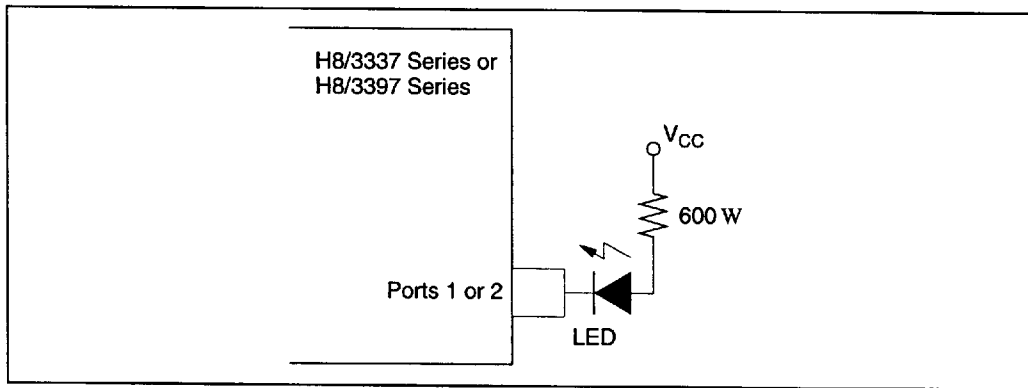 H8/3337 Series or
H8/3397 Series
VCC
600 W
Ports 1 or 2
LED